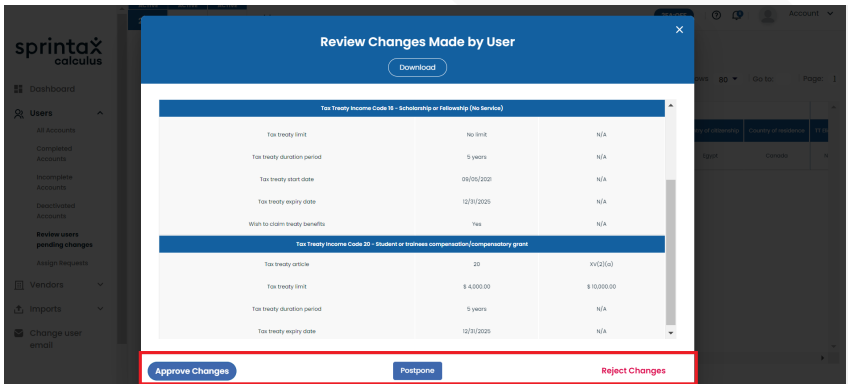 Account
sprintax
calculus
Review Changes Made by User
Download
80
Go to:
Page:
Dashboard
Users
All Accounts
Completed
Accounts
Incomplete
Accounts
Deactivated
Accounts
Review users
pending changes
Assign Requests
Vendors
Imports
Change user
email
Country of residence
Tax Treaty Income Code 16 - Scholarship or Fellowship (No Service)
Tax treaty limit No limit N/A
Tax treaty duration period 5 years N/A
Tax treaty start date 09/05/2021 N/A
Tax treaty expiry date 12/31/2025 N/A
Wish to claim treaty benefits Yes N/A
Tax Treaty Income Code 20 - Student or trainees compensation/compensatory grant
Tax treaty article 20 XV(2)(a)
Tax treaty limit $ 4,000.00 $ 10,000.00
Tax treaty duration period 5 years N/A
Tax treaty expiry date 12/31/2025 N/A
Approve Changes Postpone Reject Changes